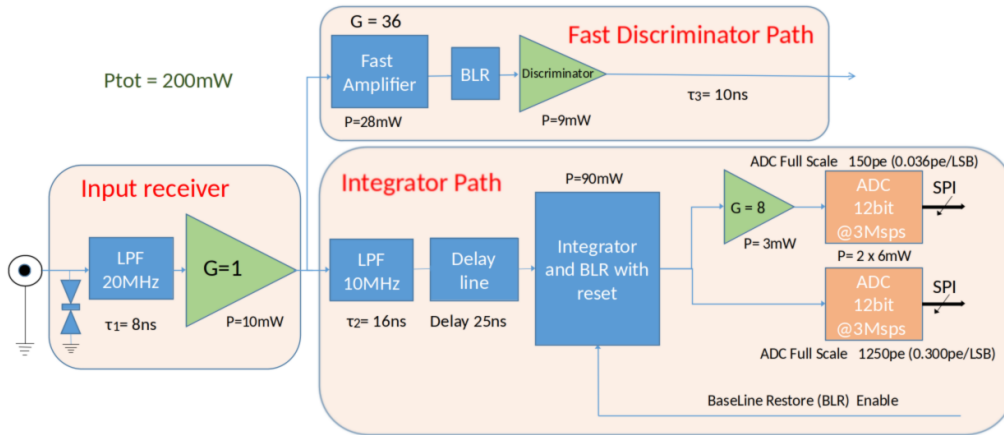 G = 36
Fast Discriminator Path
Ptot = 200mW
Fast
Amplifier
BLR
Discriminator
τ3= 10ns
P=28mW
P=9mW
Input receiver
LPF
20MHz
G=1
τ1= 8ns
P=10mW
Integrator Path
LPF
10MHz
τ2= 16ns
Delay
line
Delay 25ns
P=90mW
Integrator
and BLR with
reset
ADC Full Scale 150pe (0.036pe/LSB)
G = 8
P= 3mW
ADC
12bit
@3Msps
SPI
P= 2 x 6mW
ADC
12bit
@3Msps
SPI
ADC Full Scale 1250pe (0.300pe/LSB)
BaseLine Restore (BLR) Enable